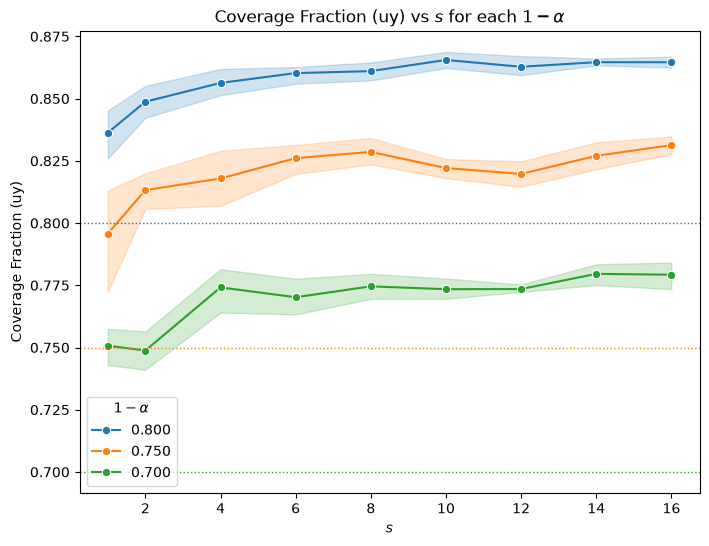 Coverage Fraction (uy) vs s for each 1 − α
Coverage Fraction (uy)
0.875
0.850
0.825
0.800
0.775
0.750
0.725
0.700
1 − α
0.800
0.750
0.700
2 4 6 8 10 12 14 16
s